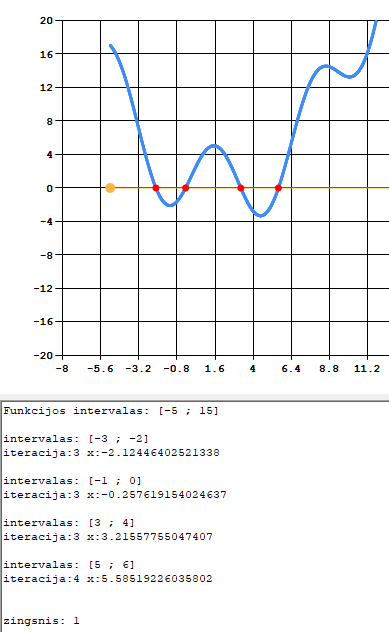 20
16
12
8
4
0
-4
-8
-12
-16
-20
-8 -5.6 -3.2 -0.8 1.6 4 6.4 8.8 11.2
Funkcijos intervalas: [-5 ; 15]
intervalas: [-3 ; -2]
iteracija:3 x:-2.12446402521338
intervalas: [-1 ; 0]
iteracija:3 x:-0.257619154024637
intervalas: [3 ; 4]
iteracija:3 x:3.21557755047407
intervalas: [5 ; 6]
iteracija:4 x:5.58519226035802
zingsnis: 1